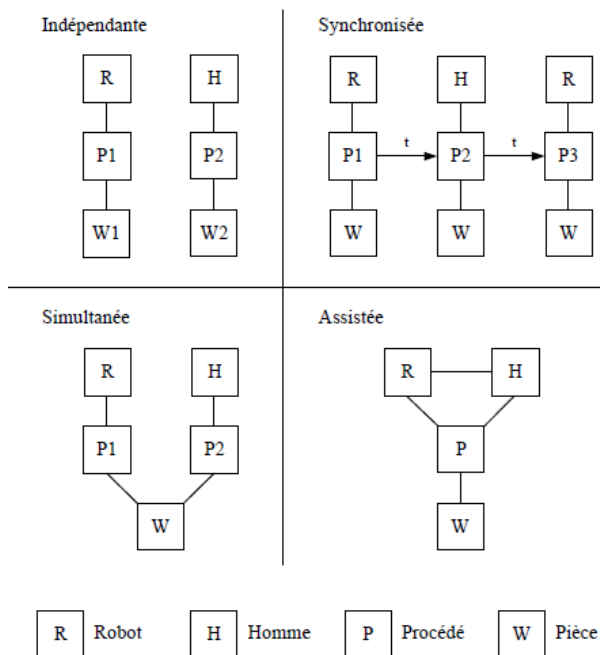 Indépendante
R H
P1 P2
W1 W2
Synchronisée
R H R
P1 t P2 t P3
W W W
Simultanée
R H
P1 P2
W
Assistée
R H
P
W
R Robot H Homme P Procédé W Pièce